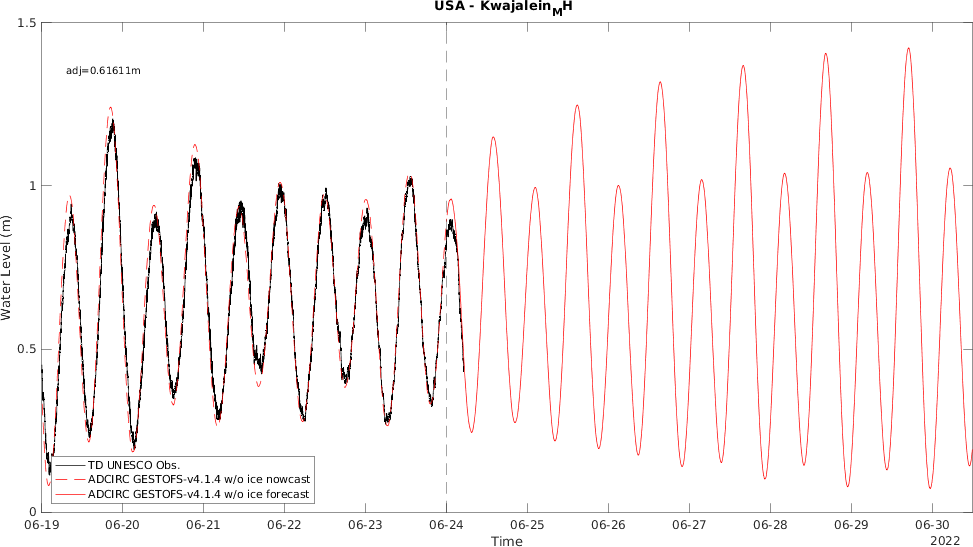 USA - Kwajalein_MH
1.5
adj=0.61611m
1
Water Level (m)
0.5
TD UNESCO Obs.
ADCIRC GESTOFS-v4.1.4 w/o ice nowcast
ADCIRC GESTOFS-v4.1.4 w/o ice forecast
0
06-19 06-20 06-21 06-22 06-23 06-24 06-25 06-26 06-27 06-28 06-29 06-30
Time 2022